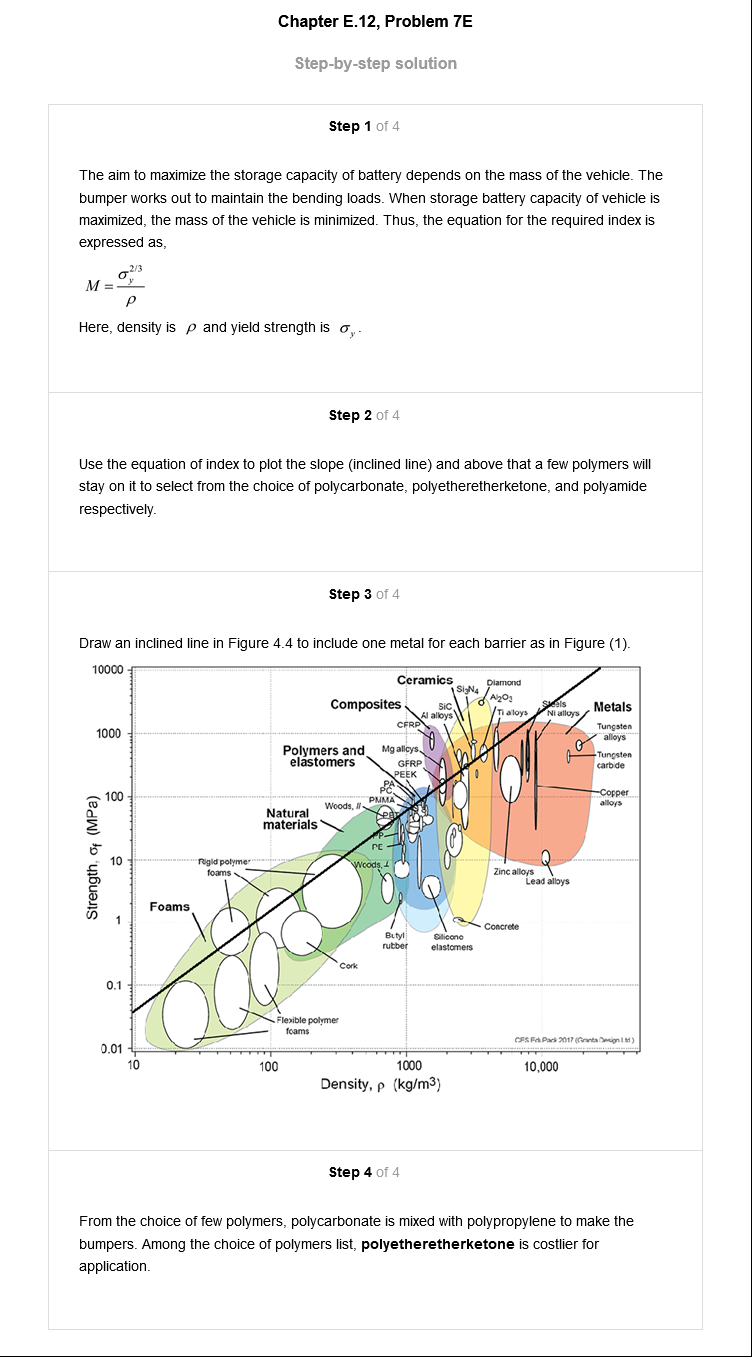 Chapter E.12, Problem 7E
Step-by-step solution
Step 1 of 4
The aim to maximize the storage capacity of battery depends on the mass of the vehicle. The
bumper works out to maintain the bending loads. When storage battery capacity of vehicle is
maximized, the mass of the vehicle is minimized. Thus, the equation for the required index is
expressed as,
M = σ_y^{2/3} / ρ
Here, density is ρ and yield strength is σ_y .
Step 2 of 4
Use the equation of index to plot the slope (inclined line) and above that a few polymers will
stay on it to select from the choice of polycarbonate, polyetheretherketone, and polyamide
respectively.
Step 3 of 4
Draw an inclined line in Figure 4.4 to include one metal for each barrier as in Figure (1).
10000
1000
100
10
1
0.1
0.01
Strength, σf (MPa)
Ceramics
Diamond
Si3N4
Al2O3
SiC
Composites
Al alloys
Ti alloys
Steels
Ni alloys
Metals
CFRP
Tungsten
alloys
Polymers and
elastomers
Mg alloys
GFRP
PEEK
Tungsten
carbide
PA
PC
PMMA
Woods, //
Copper
alloys
Natural
materials
PP
PE
Rigid polymer
foams
Woods, ⊥
Zinc alloys
Lead alloys
Foams
Butyl
rubber
Silicone
elastomers
Concrete
Cork
Flexible polymer
foams
CES EduPack 2017 (Granta Design Ltd.)
10
100
1000
10,000
Density, ρ (kg/m3)
Step 4 of 4
From the choice of few polymers, polycarbonate is mixed with polypropylene to make the
bumpers. Among the choice of polymers list, polyetheretherketone is costlier for
application.